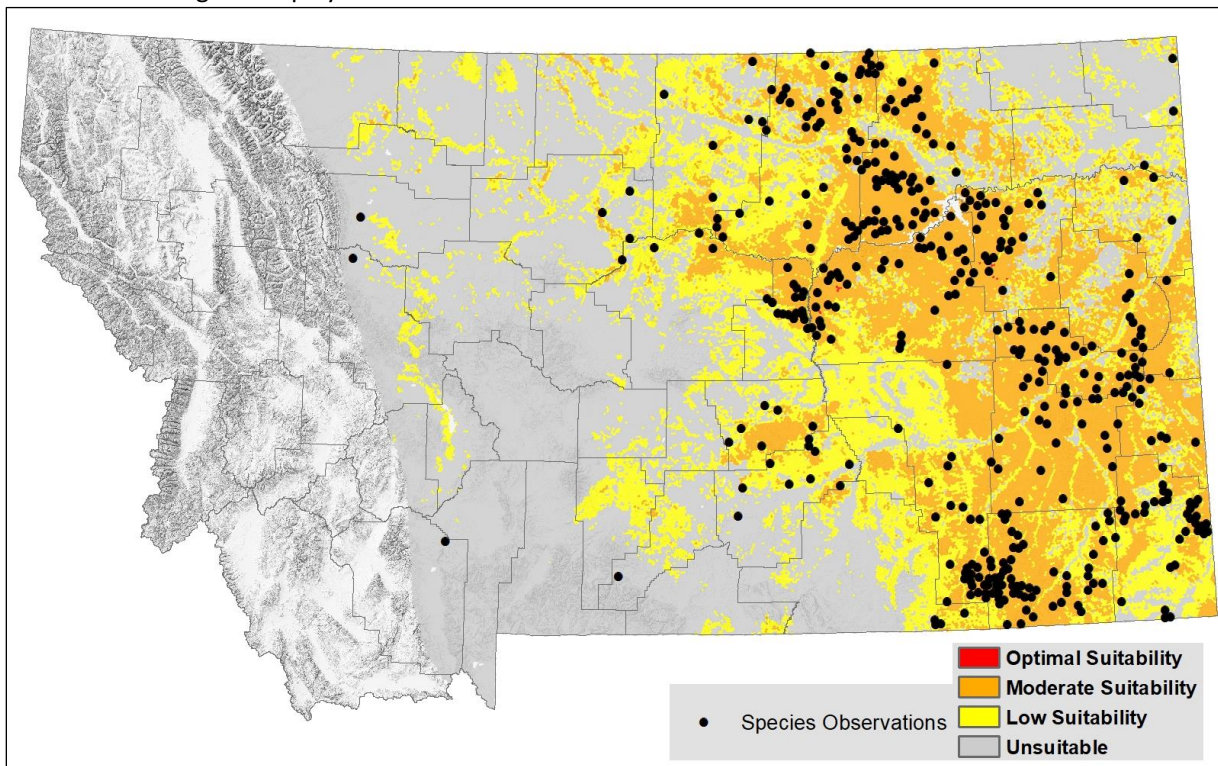 Optimal Suitability
Moderate Suitability
Species Observations
Low Suitability
Unsuitable